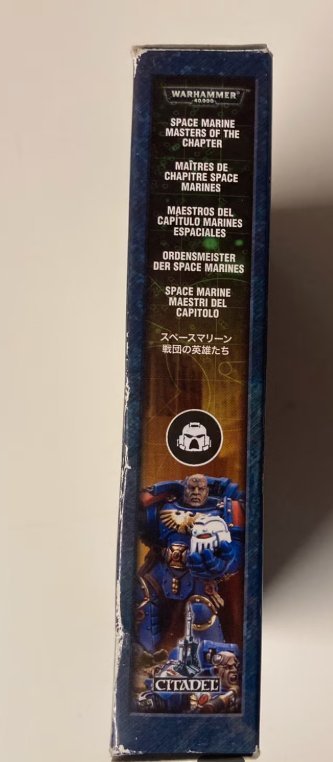 WARHAMMER
40,000
SPACE MARINE
MASTERS OF THE
CHAPTER
MAÎTRES DE
CHAPITRE SPACE
MARINES
MAESTROS DEL
CAPÍTULO MARINES
ESPACIALES
ORDENSMEISTER
DER SPACE MARINES
SPACE MARINE
MAESTRI DEL
CAPITOLO
スペースマリーン
戦団の英雄たち
CITADEL